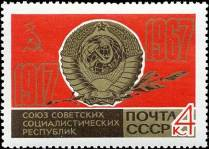 1917
1967
СОЮЗ СОВЕТСКИХ
СОЦИАЛИСТИЧЕСКИХ
РЕСПУБЛИК
ПОЧТА
СССР
4
К